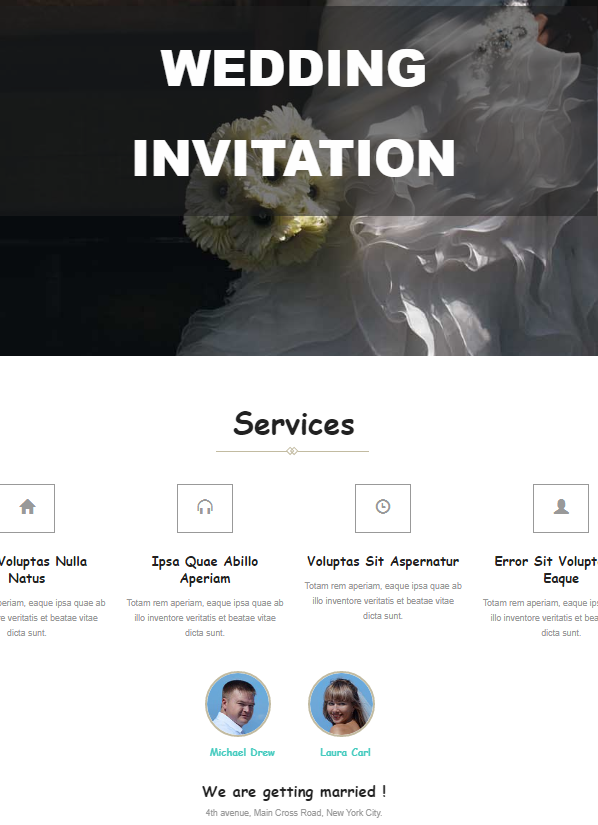 WEDDING
INVITATION
Services
Voluptas Nulla
Natus
Ipsa Quae Abillo
Aperiam
Voluptas Sit Aspernatur
Error Sit
Eaque
eaque ipsa quae ab
veritatis et beatae vitae
dicta sunt.
Totam rem aperiam, eaque ipsa quae ab
illo inventore veritatis et beatae vitae
dicta sunt.
Totam rem aperiam, eaque ipsa quae ab
illo inventore veritatis et beatae vitae
dicta sunt.
Totam rem aperiam, eaque
illo inventore veritatis et
dicta sunt.
Michael Drew
Laura Carl
We are getting married !
4th avenue, Main Cross Road, New York City.